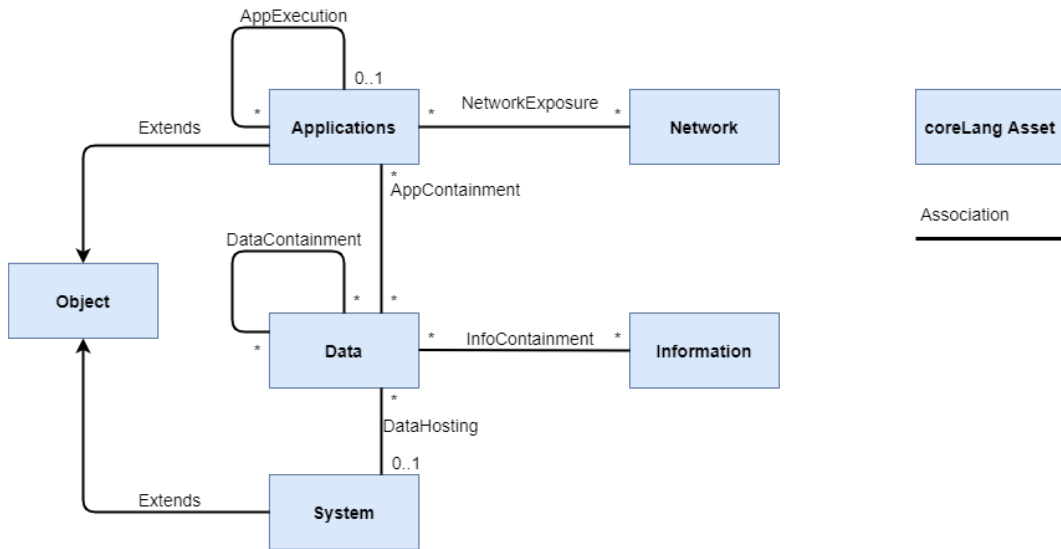 AppExecution
0..1
*
Applications
*
NetworkExposure
*
Network
coreLang Asset
Extends
*
AppContainment
Association
DataContainment
*
*
Object
*
Data
*
InfoContainment
*
Information
*
DataHosting
0..1
Extends
System